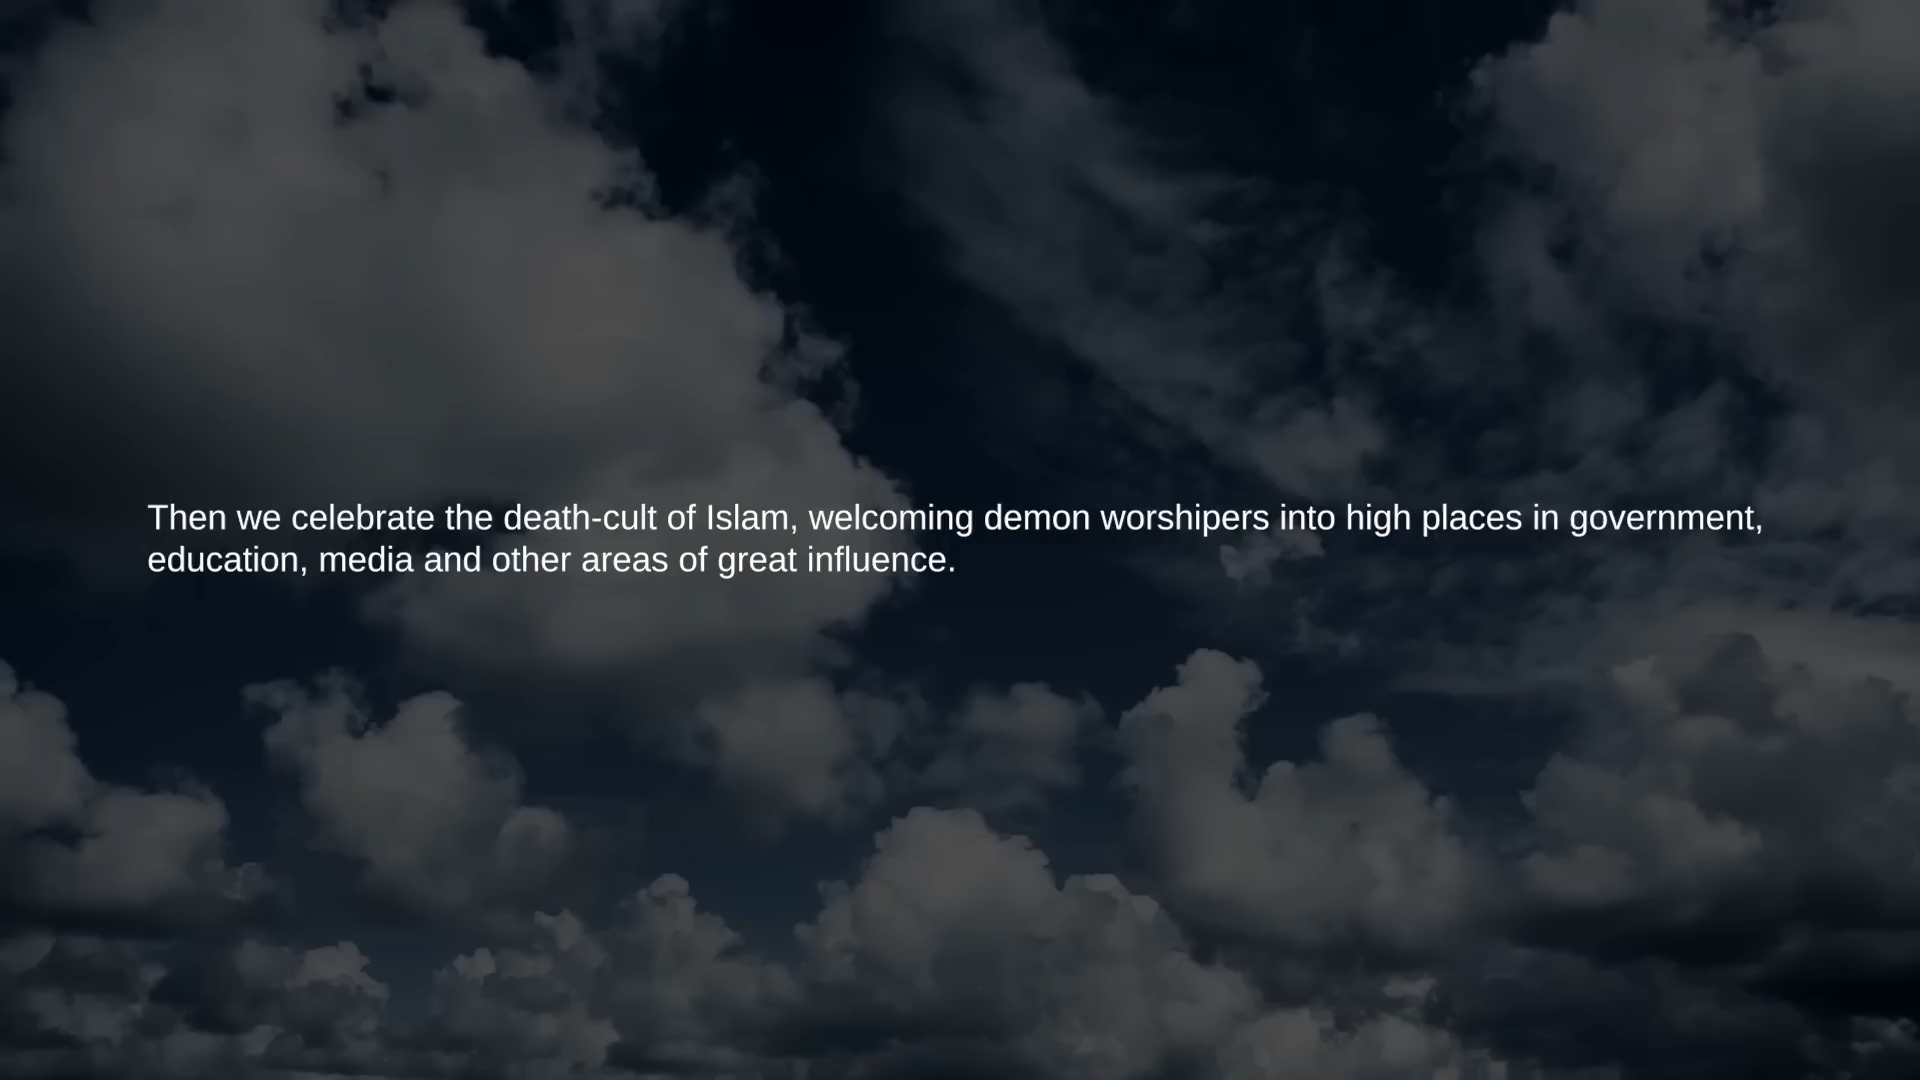 Then we celebrate the death-cult of Islam, welcoming demon worshipers into high places in government,
education, media and other areas of great influence.